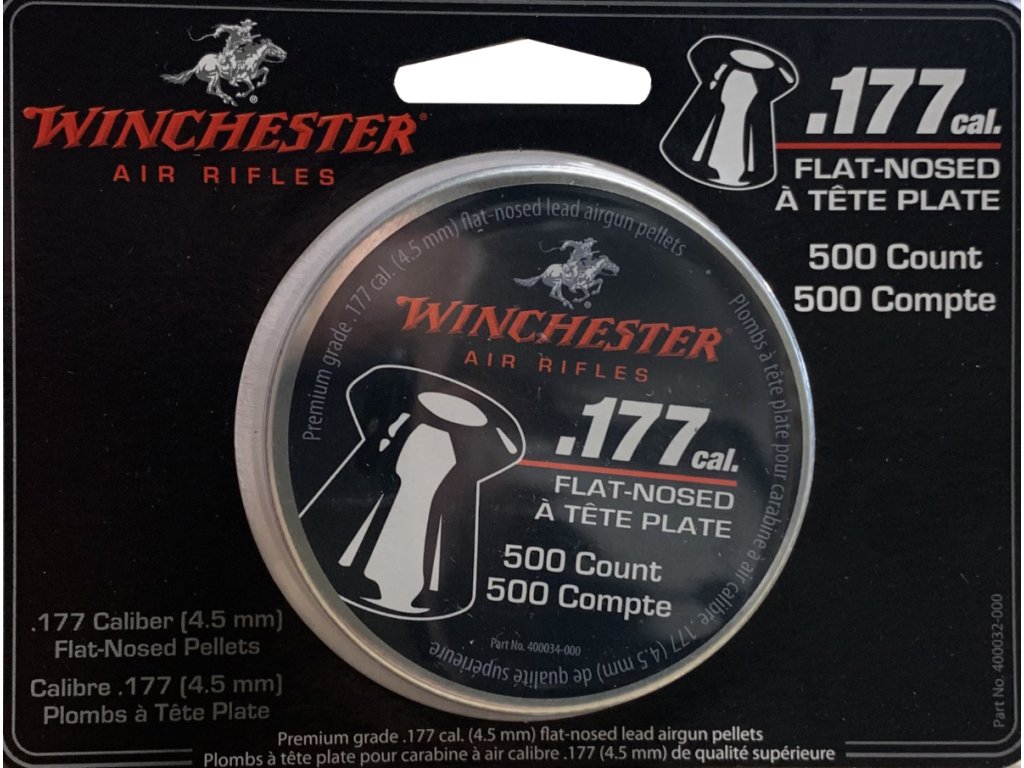 WINCHESTER®
AIR RIFLES
.177 cal.
FLAT-NOSED
À TÊTE PLATE
500 Count
500 Compte
Premium grade .177 cal. (4.5 mm) flat-nosed lead airgun pellets
Plombs à tête plate pour carabine à air calibre .177 (4.5 mm) de qualité supérieure
WINCHESTER®
AIR RIFLES
.177 cal.
FLAT-NOSED
À TÊTE PLATE
500 Count
500 Compte
Part No. 400034-000
.177 Caliber (4.5 mm)
Flat-Nosed Pellets
Calibre .177 (4.5 mm)
Plombs à Tête Plate
Part No. 400032-000
Premium grade .177 cal. (4.5 mm) flat-nosed lead airgun pellets
Plombs à tête plate pour carabine à air calibre .177 (4.5 mm) de qualité supérieure